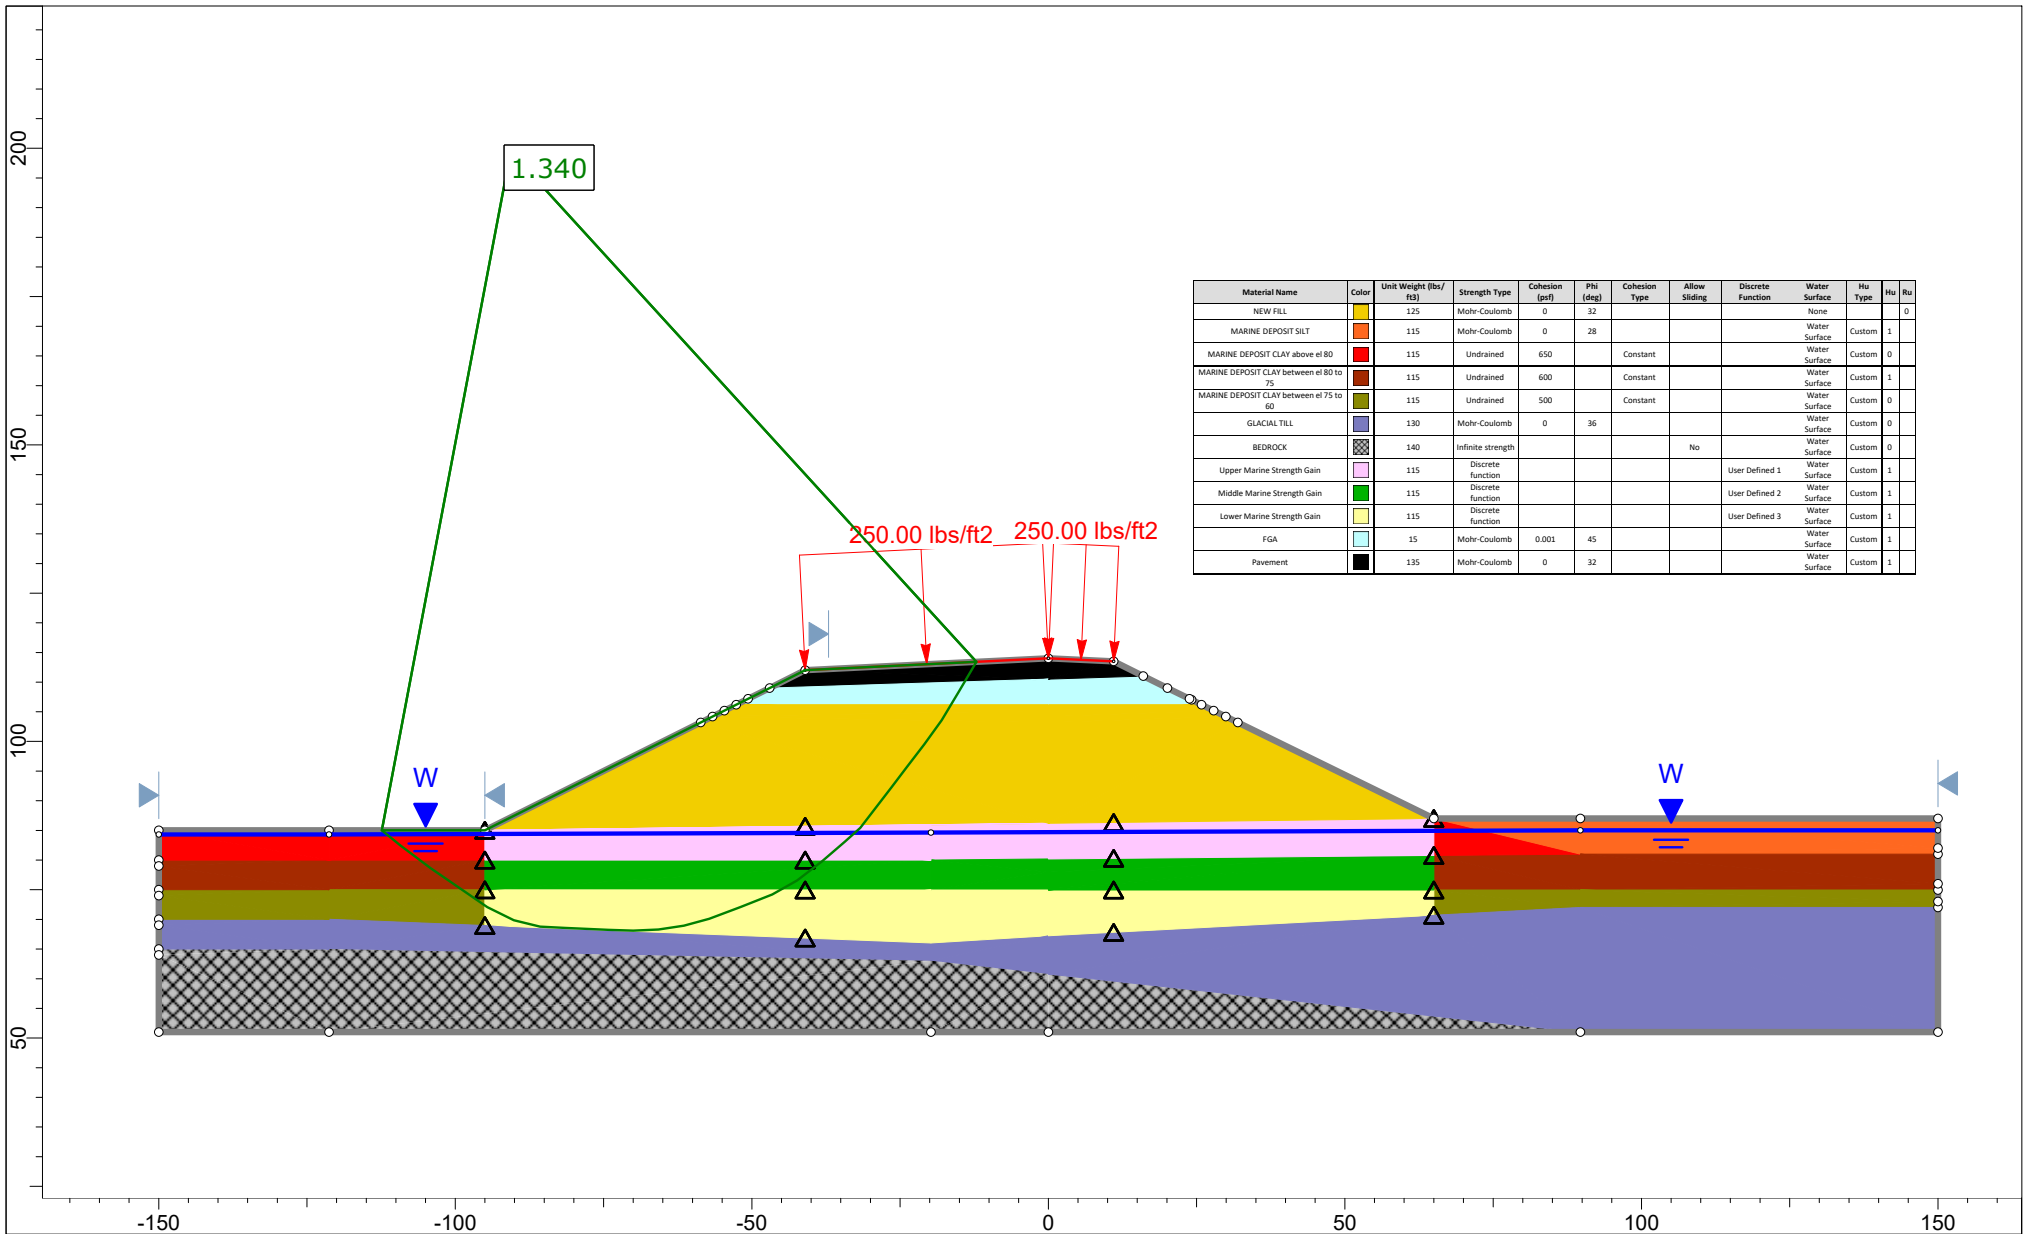 200
150
100
50
1.340
250.00 lbs/ft2 250.00 lbs/ft2
W
W
Material Name Color Unit Weight (lbs/ ft3) Strength Type Cohesion (psf) Phi (deg) Cohesion Type Allow Sliding Discrete Function Water Surface Hu Type Hu Ru
NEW FILL 125 Mohr-Coulomb 0 32 None 0
MARINE DEPOSIT SILT 115 Mohr-Coulomb 0 28 Water Surface Custom 1
MARINE DEPOSIT CLAY above el 80 115 Undrained 650 Constant Water Surface Custom 0
MARINE DEPOSIT CLAY between el 80 to 75 115 Undrained 600 Constant Water Surface Custom 1
MARINE DEPOSIT CLAY between el 75 to 60 115 Undrained 500 Constant Water Surface Custom 0
GLACIAL TILL 130 Mohr-Coulomb 0 36 Water Surface Custom 0
BEDROCK 140 Infinite strength No Water Surface Custom 0
Upper Marine Strength Gain 115 Discrete function User Defined 1 Water Surface Custom 1
Middle Marine Strength Gain 115 Discrete function User Defined 2 Water Surface Custom 1
Lower Marine Strength Gain 115 Discrete function User Defined 3 Water Surface Custom 1
FGA 15 Mohr-Coulomb 0.001 45 Water Surface Custom 1
Pavement 135 Mohr-Coulomb 0 32 Water Surface Custom 1
-150 -100 -50 0 50 100 150